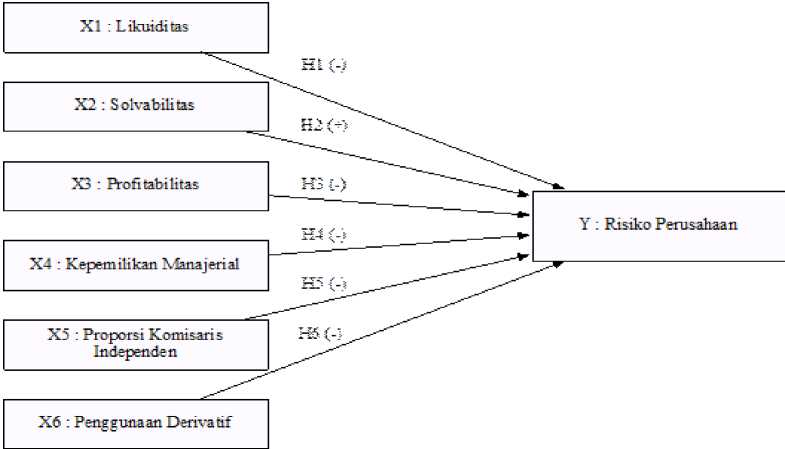 X1 : Likuiditas
H1 (-)
X2 : Solvabilitas
H2 (+)
X3 : Profitabilitas
H3 (-)
Y : Risiko Perusahaan
H4 (-)
X4 : Kepemilikan Manajerial
H5 (-)
X5 : Proporsi Komisaris
Independen
H6 (-)
X6 : Penggunaan Derivatif